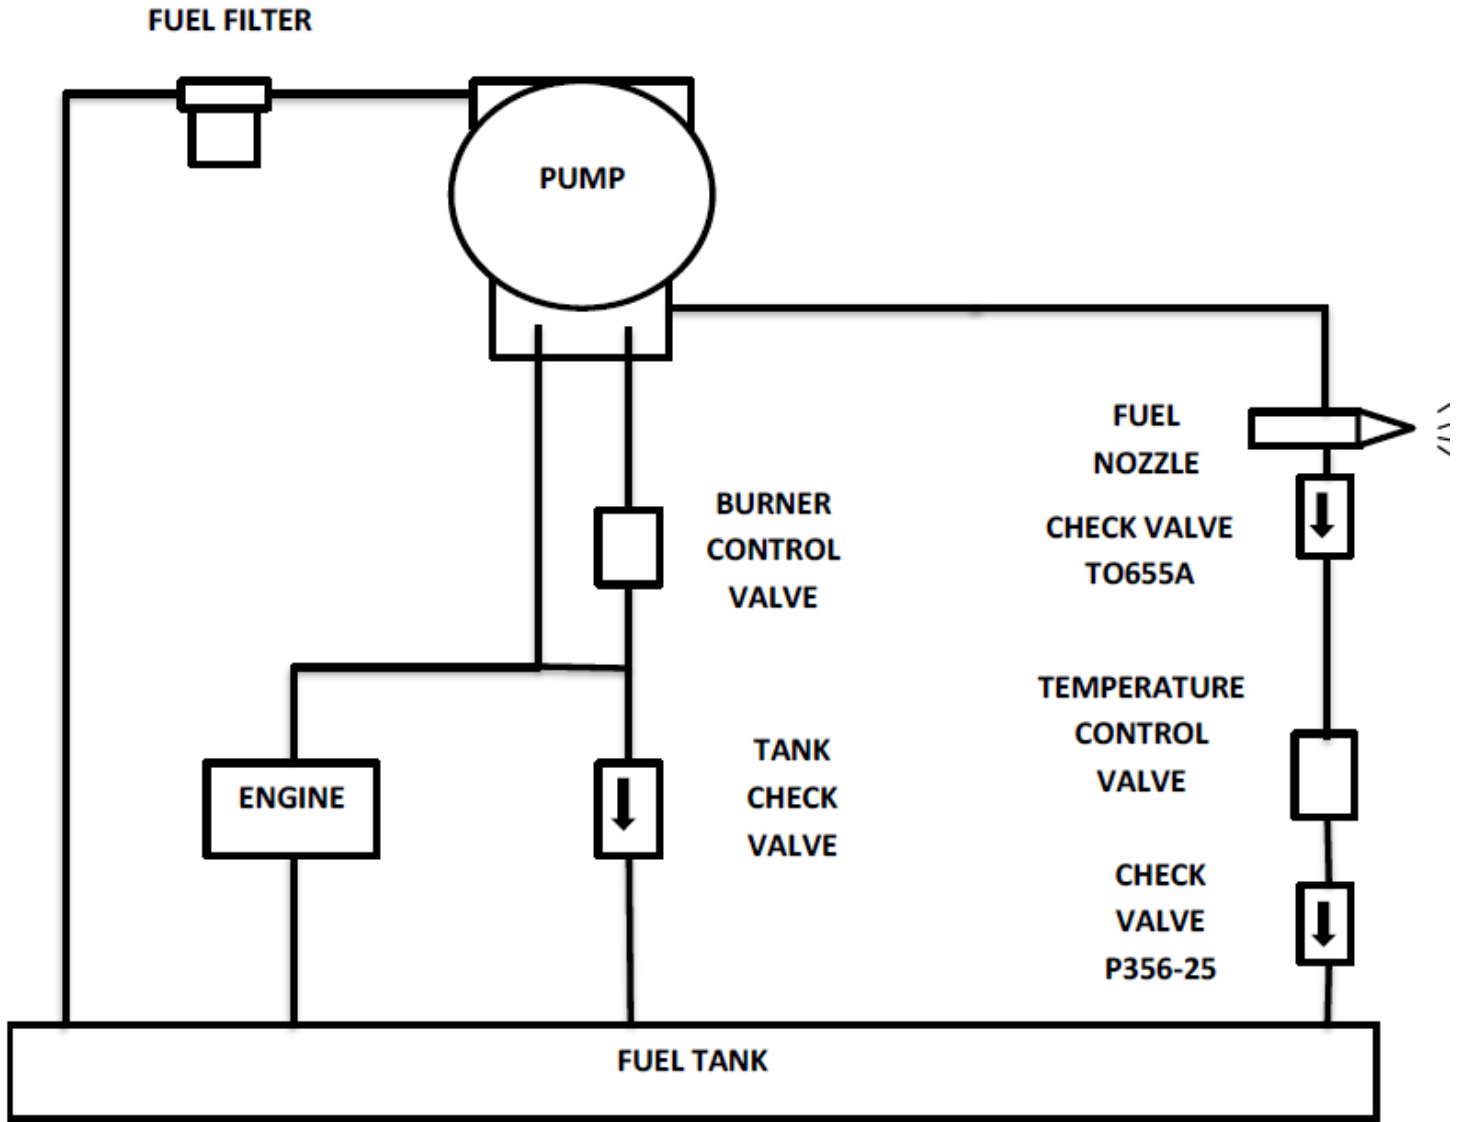 FUEL FILTER
PUMP
FUEL
NOZZLE
BURNER
CONTROL
VALVE
CHECK VALVE
TO655A
TEMPERATURE
CONTROL
VALVE
ENGINE
TANK
CHECK
VALVE
CHECK
VALVE
P356-25
FUEL TANK